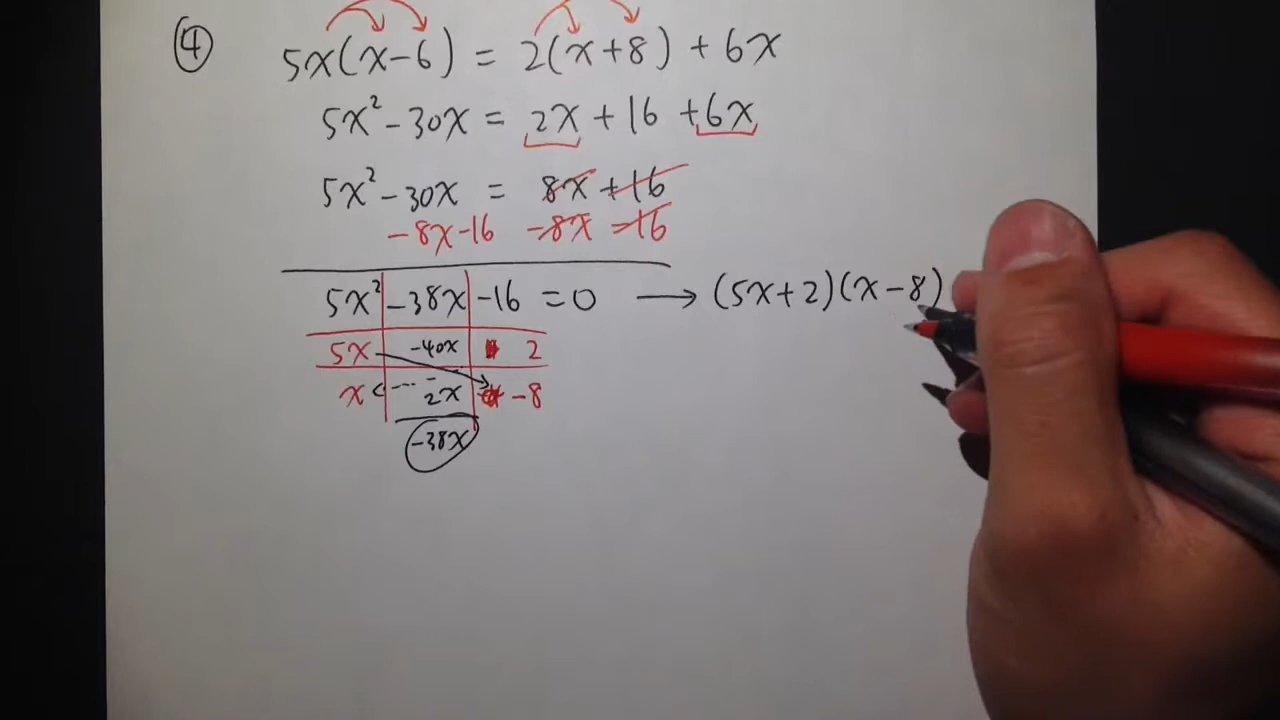 ④ 5x(x-6) = 2(x+8) + 6x
5x² - 30x = 2x + 16 + 6x
5x² - 30x = 8x + 16
-8x -16 -8x -16
5x² -38x -16 = 0 → (5x+2)(x-8)
5x -40x 2
x 2x -8
-38x